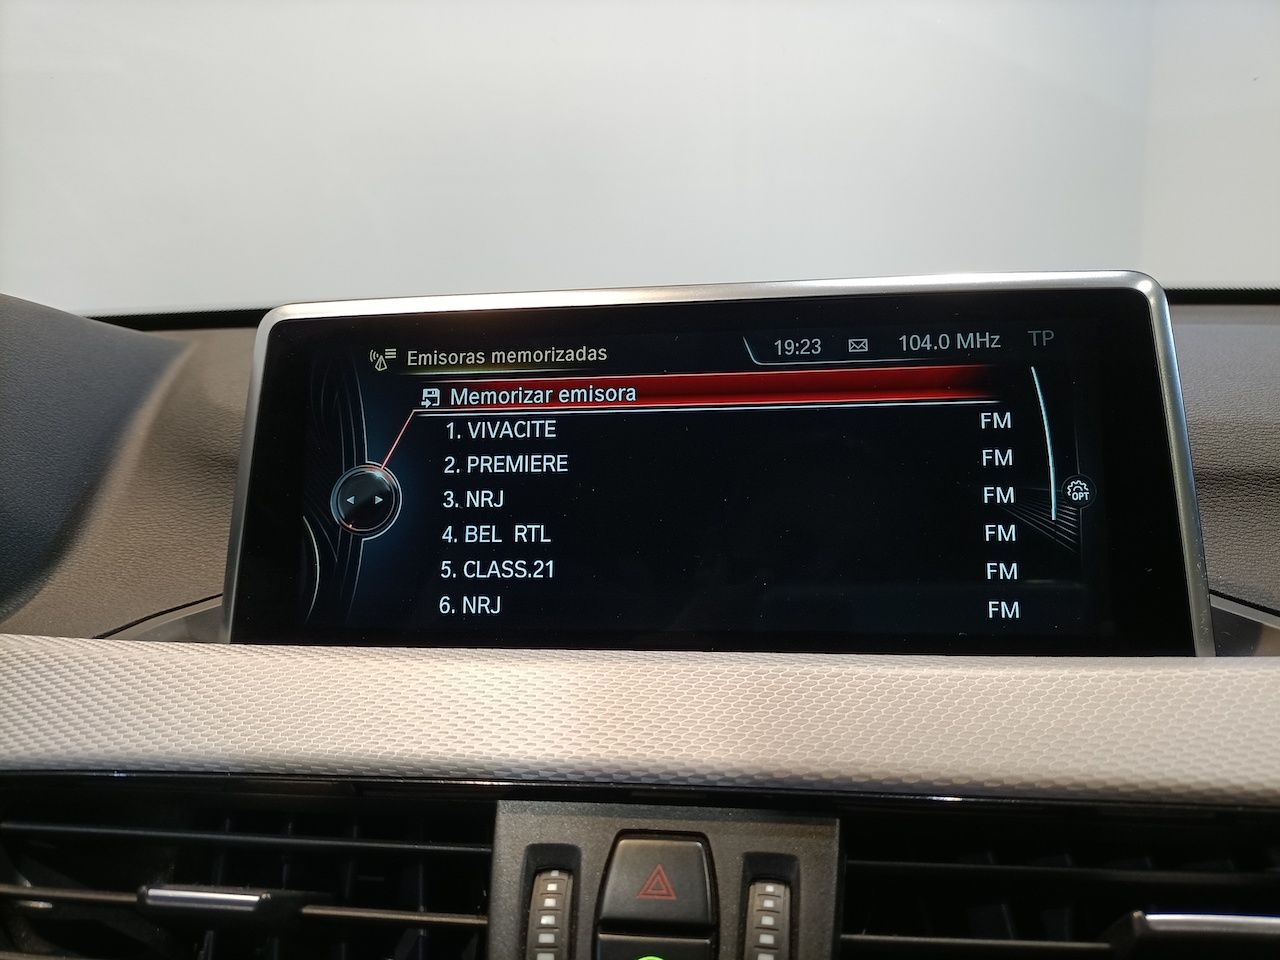 Emisoras memorizadas 19:23 104.0 MHz TP
Memorizar emisora
1. VIVACITE FM
2. PREMIERE FM
3. NRJ FM
4. BEL RTL FM
5. CLASS.21 FM
6. NRJ FM
OPT